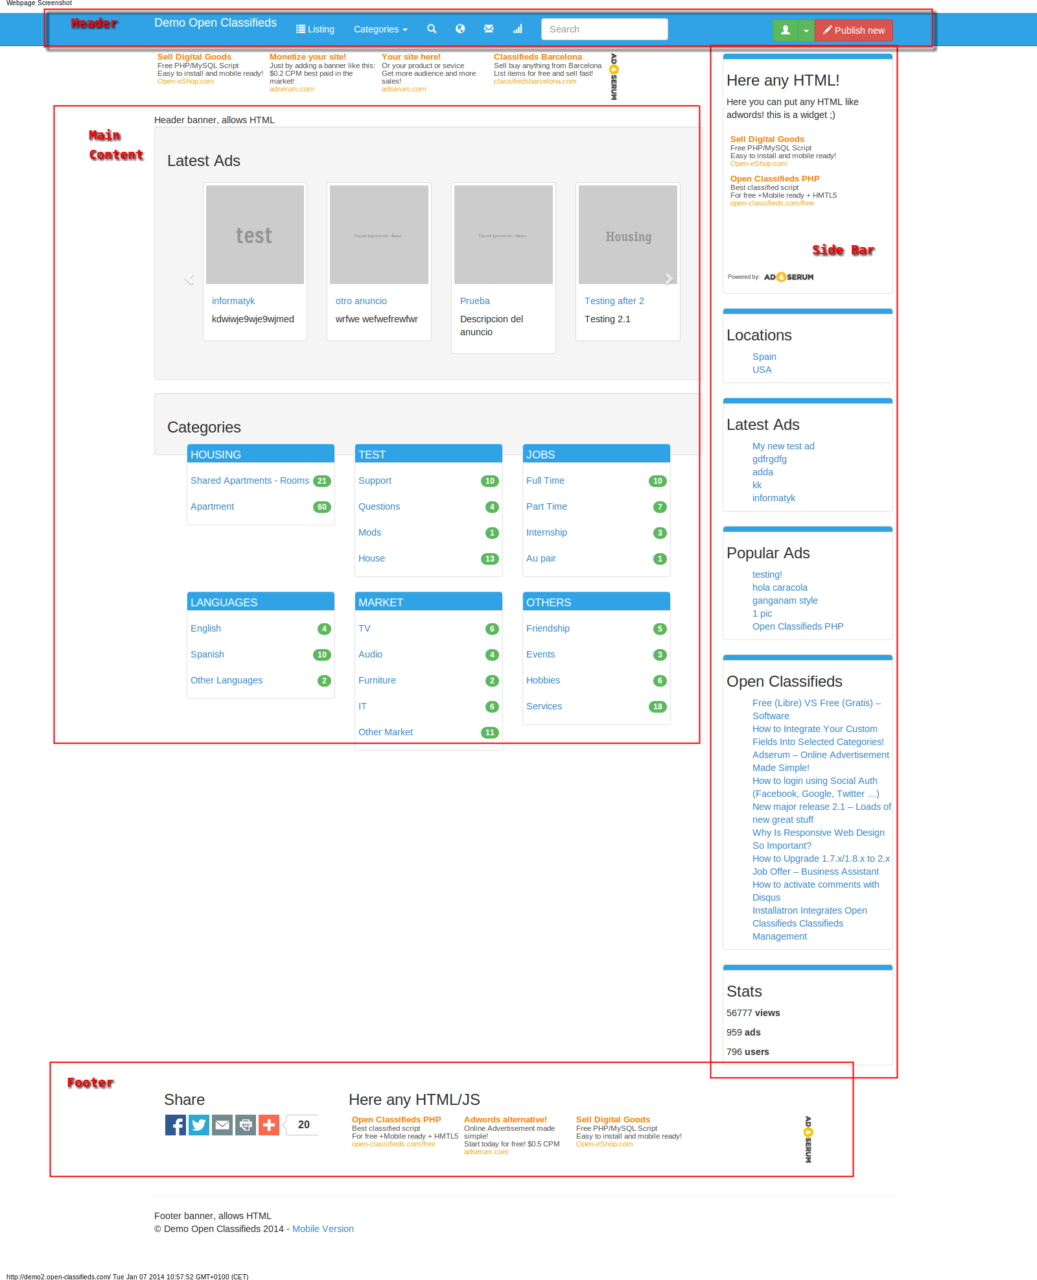 Webpage Screenshot
Header
Demo Open Classifieds
Listing
Categories
Search
Publish new
Sell Digital Goods
Free PHP/MySQL Script
Easy to install and mobile ready!
Open-eShop.com
Monetize your site!
Just by adding a banner like this:
$0.2 CPM best paid in the
market!
adserum.com
Your site here!
Or your product or sevice
Get more audience and more
sales!
adserum.com
Classifieds Barcelona
Sell buy anything from Barcelona
List items for free and sell fast!
classifiedsbarcelona.com
ADSERUM
Main
Content
Header banner, allows HTML
Latest Ads
test
informatyk
kdwiwje9wje9wjmed
Shared Apartments - Rooms
otro anuncio
wrfwe wefwefrewfwr
Shared Apartments - Rooms
Prueba
Descripcion del
anuncio
Housing
Testing after 2
Testing 2.1
Categories
HOUSING
Shared Apartments - Rooms 21
Apartment 60
TEST
Support 10
Questions 4
Mods 1
House 13
JOBS
Full Time 10
Part Time 7
Internship 3
Au pair 1
LANGUAGES
English 4
Spanish 10
Other Languages 2
MARKET
TV 6
Audio 4
Furniture 2
IT 6
Other Market 11
OTHERS
Friendship 5
Events 3
Hobbies 6
Services 18
Here any HTML!
Here you can put any HTML like
adwords! this is a widget ;)
Sell Digital Goods
Free PHP/MySQL Script
Easy to install and mobile ready!
Open-eShop.com
Open Classifieds PHP
Best classified script
For free +Mobile ready + HMTL5
open-classifieds.com/free
Side Bar
Powered by: ADSERUM
Locations
Spain
USA
Latest Ads
My new test ad
gdfrgdfg
adda
kk
informatyk
Popular Ads
testing!
hola caracola
ganganam style
1 pic
Open Classifieds PHP
Open Classifieds
Free (Libre) VS Free (Gratis) –
Software
How to Integrate Your Custom
Fields Into Selected Categories!
Adserum – Online Advertisement
Made Simple!
How to login using Social Auth
(Facebook, Google, Twitter …)
New major release 2.1 – Loads of
new great stuff
Why Is Responsive Web Design
So Important?
How to Upgrade 1.7.x/1.8.x to 2.x
Job Offer – Business Assistant
How to activate comments with
Disqus
Installatron Integrates Open
Classifieds Classifieds
Management
Stats
56777 views
959 ads
796 users
Footer
Share
20
Here any HTML/JS
Open Classifieds PHP
Best classified script
For free +Mobile ready + HMTL5
open-classifieds.com/free
Adwords alternative!
Online Advertisement made
simple!
Start today for free! $0.5 CPM
adserum.com
Sell Digital Goods
Free PHP/MySQL Script
Easy to install and mobile ready!
Open-eShop.com
ADSERUM
Footer banner, allows HTML
© Demo Open Classifieds 2014 - Mobile Version
http://demo2.open-classifieds.com/ Tue Jan 07 2014 10:57:52 GMT+0100 (CET)